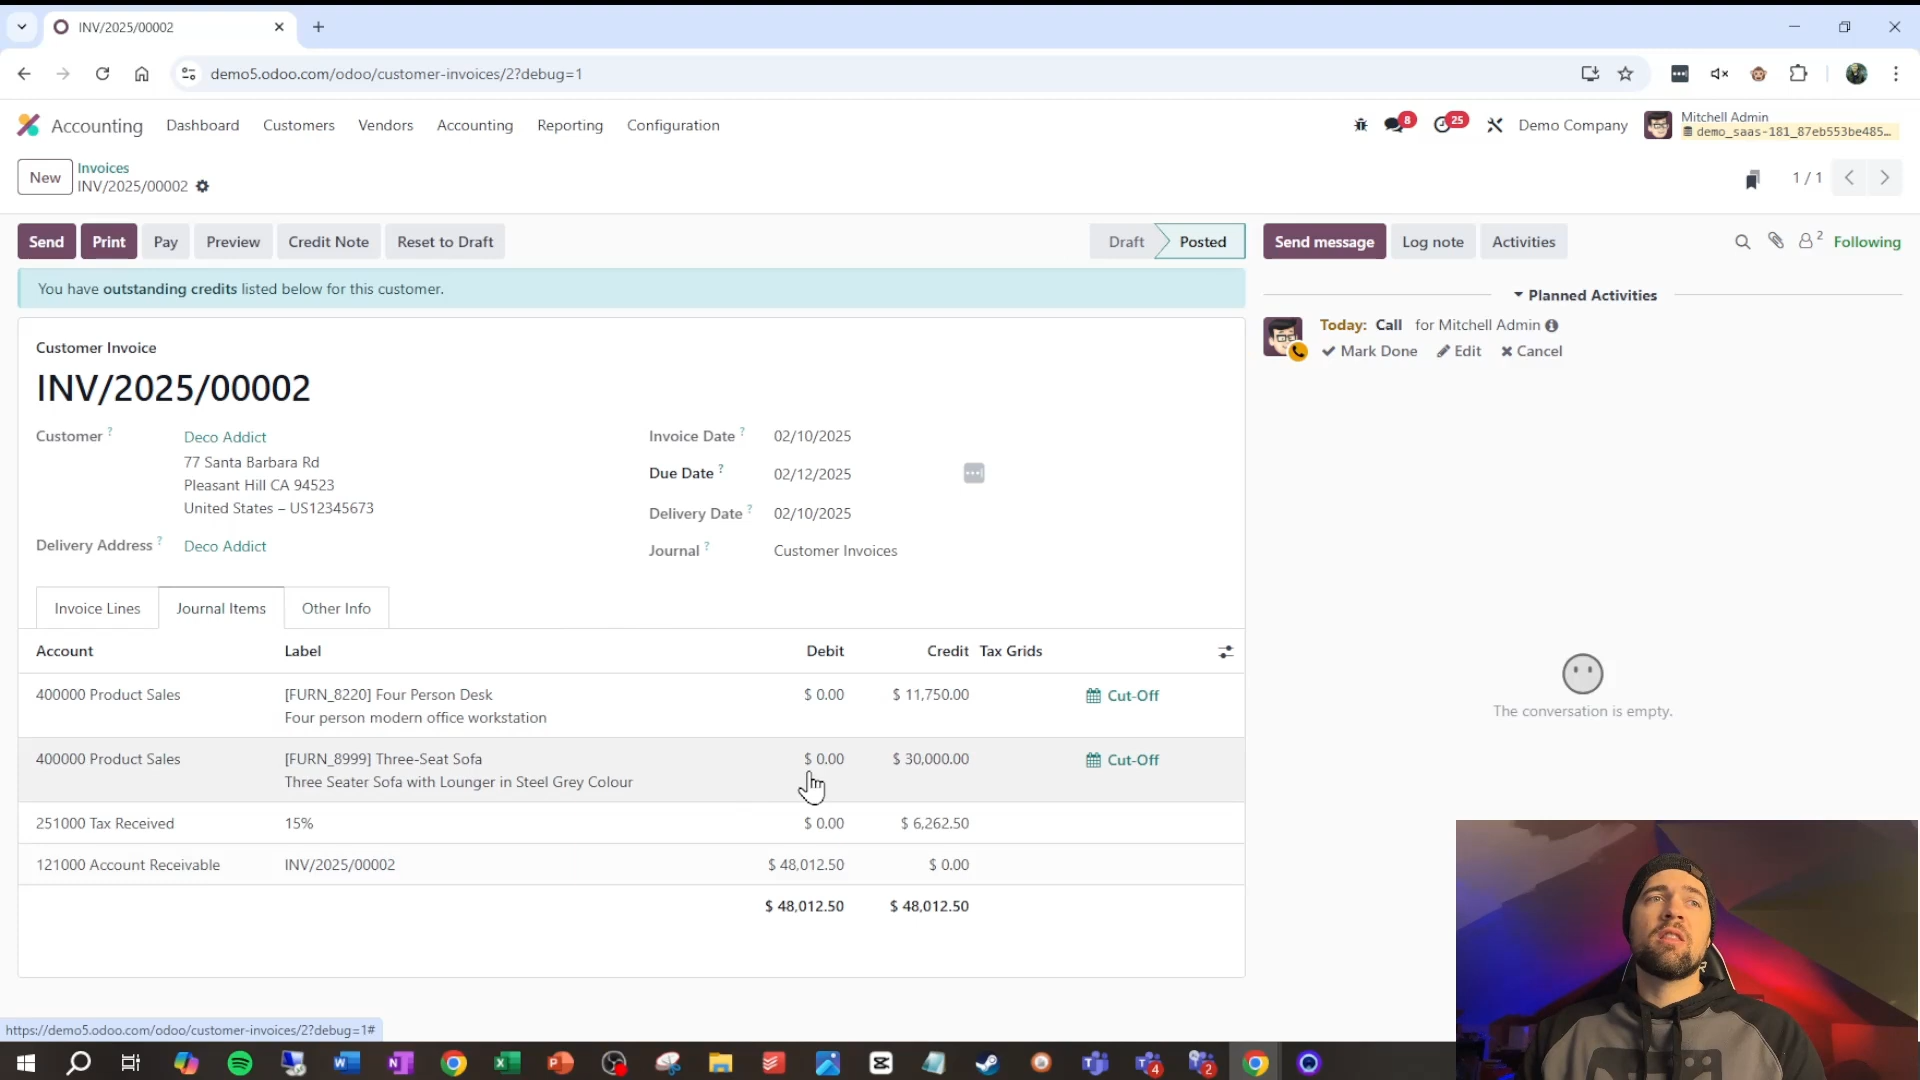 INV/2025/00002
demo5.odoo.com/odoo/customer-invoices/2?debug=1
Accounting Dashboard Customers Vendors Accounting Reporting Configuration
8 25 Demo Company
Mitchell Admin
demo_saas-181_87eb553be485...
New
Invoices
INV/2025/00002
1 / 1
Send Print Pay Preview Credit Note Reset to Draft Draft Posted
Send message Log note Activities 2 Following
You have outstanding credits listed below for this customer.
Planned Activities
Today: Call for Mitchell Admin
Mark Done Edit Cancel
Customer Invoice
INV/2025/00002
Customer ? Deco Addict
77 Santa Barbara Rd
Pleasant Hill CA 94523
United States – US12345673
Delivery Address ? Deco Addict
Invoice Date ? 02/10/2025
Due Date ? 02/12/2025
Delivery Date ? 02/10/2025
Journal ? Customer Invoices
Invoice Lines Journal Items Other Info
Account Label Debit Credit Tax Grids
400000 Product Sales [FURN_8220] Four Person Desk $ 0.00 $ 11,750.00 Cut-Off
Four person modern office workstation
400000 Product Sales [FURN_8999] Three-Seat Sofa $ 0.00 $ 30,000.00 Cut-Off
Three Seater Sofa with Lounger in Steel Grey Colour
251000 Tax Received 15% $ 0.00 $ 6,262.50
121000 Account Receivable INV/2025/00002 $ 48,012.50 $ 0.00
$ 48,012.50 $ 48,012.50
The conversation is empty.
https://demo5.odoo.com/odoo/customer-invoices/2?debug=1#
4 2